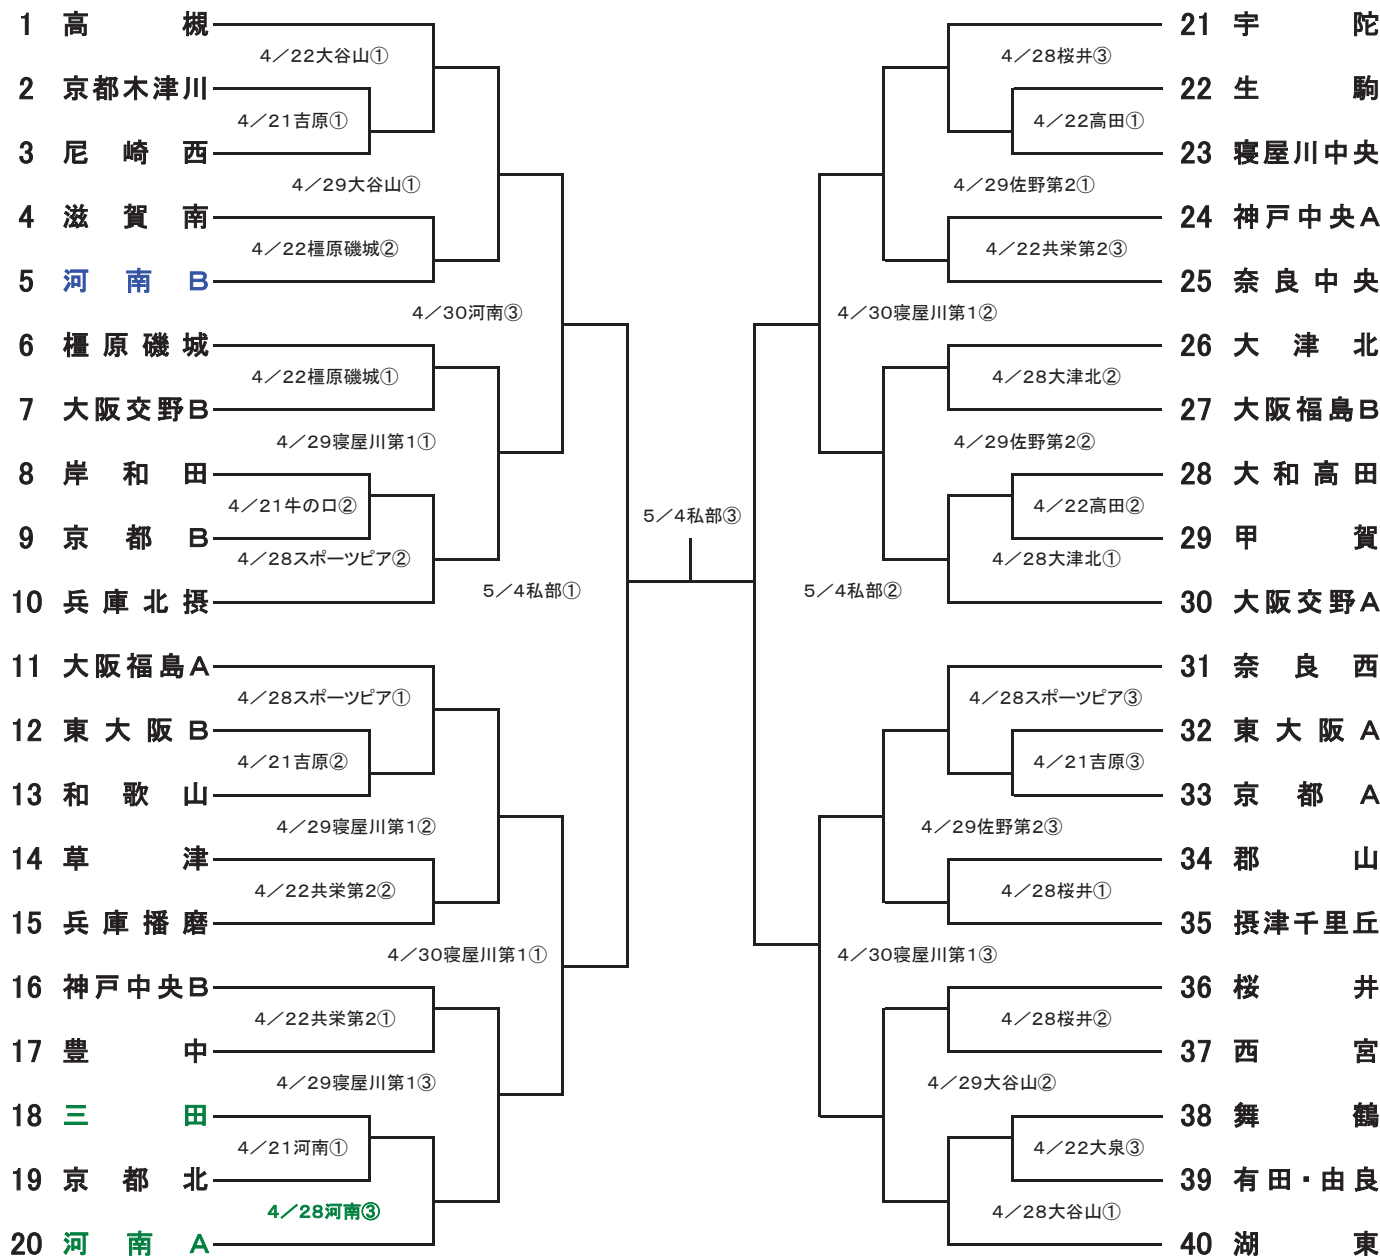 1 高槻
4／22大谷山①
2 京都木津川
4／21吉原①
3 尼崎西
4／29大谷山①
4 滋賀南
4／22橿原磯城②
5 河南B
4／30河南③
6 橿原磯城
4／22橿原磯城①
7 大阪交野B
4／29寝屋川第1①
8 岸和田
4／21牛の口②
9 京都B
4／28スポーツピア②
5／4私部①
10 兵庫北摂
11 大阪福島A
4／28スポーツピア①
12 東大阪B
4／21吉原②
13 和歌山
4／29寝屋川第1②
14 草津
4／22共栄第2②
15 兵庫播磨
4／30寝屋川第1①
16 神戸中央B
4／22共栄第2①
17 豊中
4／29寝屋川第1③
18 三田
4／21河南①
19 京都北
4／28河南③
20 河南A
5／4私部③
21 宇陀
4／28桜井③
22 生駒
4／22高田①
23 寝屋川中央
4／29佐野第2①
24 神戸中央A
4／22共栄第2③
25 奈良中央
4／30寝屋川第1②
26 大津北
4／28大津北②
27 大阪福島B
4／29佐野第2②
28 大和高田
4／22高田②
29 甲賀
4／28大津北①
5／4私部②
30 大阪交野A
31 奈良西
4／28スポーツピア③
32 東大阪A
4／21吉原③
33 京都A
4／29佐野第2③
34 郡山
4／28桜井①
35 摂津千里丘
4／30寝屋川第1③
36 桜井
4／28桜井②
37 西宮
4／29大谷山②
38 舞鶴
4／22大泉③
39 有田・由良
4／28大谷山①
40 湖東